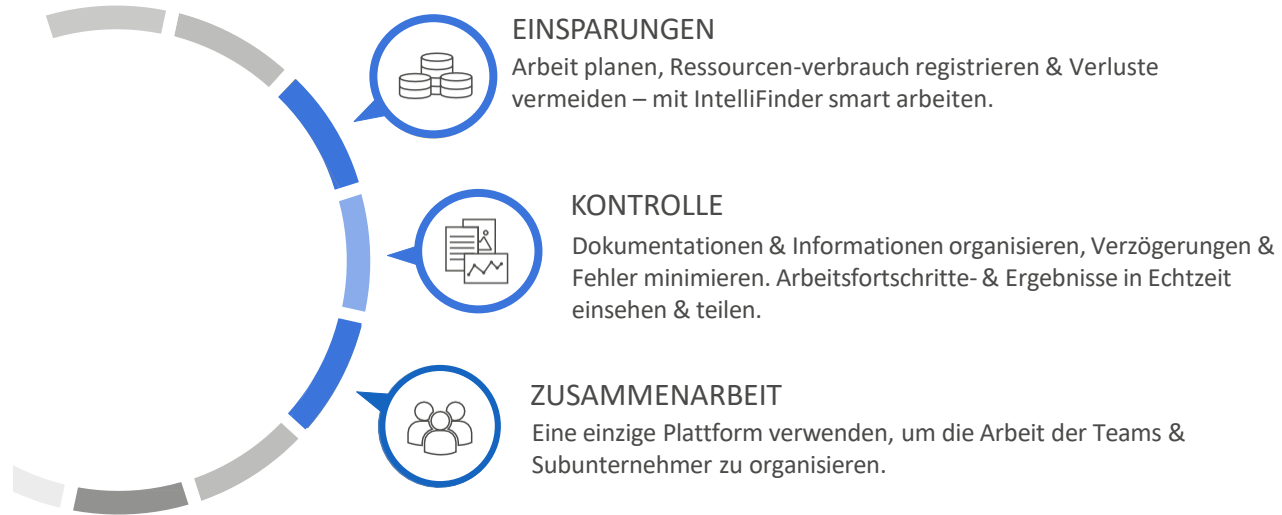 EINSPARUNGEN
Arbeit planen, Ressourcen-verbrauch registrieren & Verluste
vermeiden – mit IntelliFinder smart arbeiten.
KONTROLLE
Dokumentationen & Informationen organisieren, Verzögerungen &
Fehler minimieren. Arbeitsfortschritte- & Ergebnisse in Echtzeit
einsehen & teilen.
ZUSAMMENARBEIT
Eine einzige Plattform verwenden, um die Arbeit der Teams &
Subunternehmer zu organisieren.